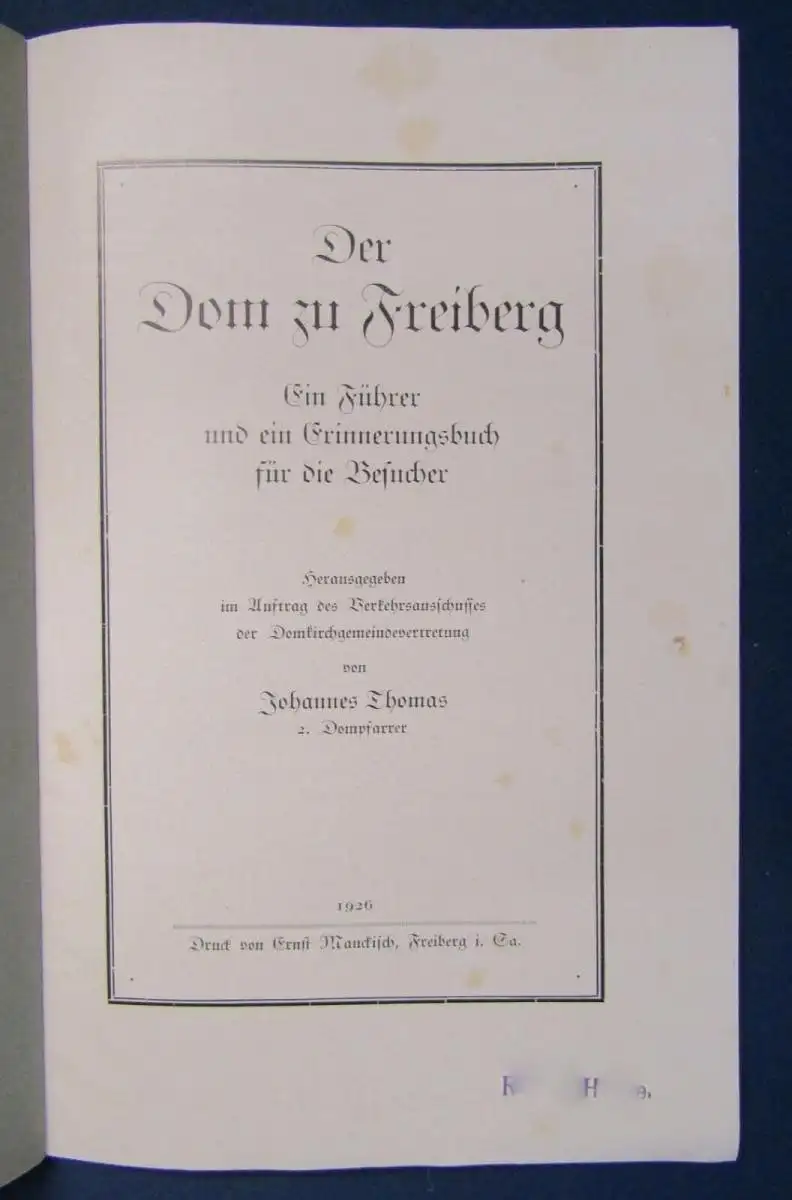 Der
Dom zu Freiberg
Ein Führer
und ein Erinnerungsbuch
für die Besucher
Herausgegeben
im Auftrag des Verkehrsausschusses
der Domkirchgemeindevertretung
von
Johannes Thomas
2. Dompfarrer
1926
Druck von Ernst Mauckisch, Freiberg i. Sa.